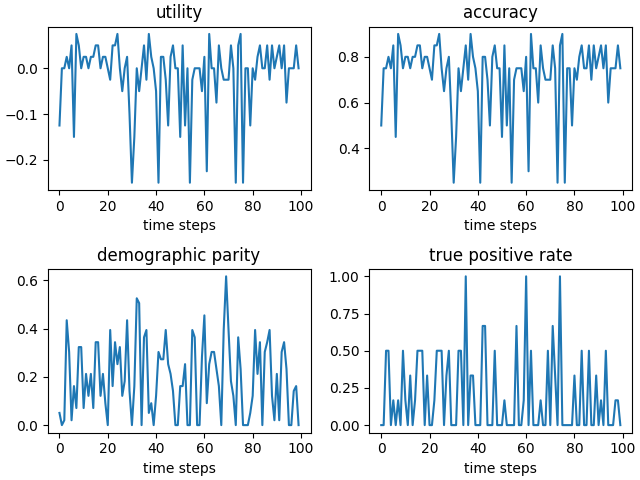 utility
0.0
−0.1
−0.2
0 20 40 60 80 100
time steps
accuracy
0.8
0.6
0.4
0 20 40 60 80 100
time steps
demographic parity
0.6
0.4
0.2
0.0
0 20 40 60 80 100
time steps
true positive rate
1.00
0.75
0.50
0.25
0.00
0 20 40 60 80 100
time steps